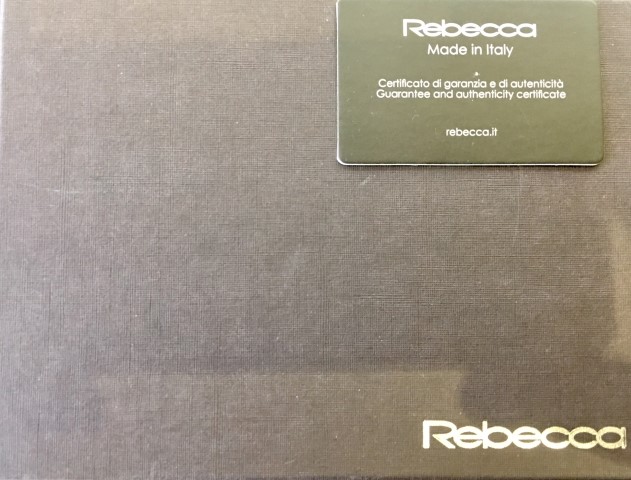 Rebecca
Made in Italy
Certificato di garanzia e di autenticità
Guarantee and authenticity certificate
rebecca.it
Rebecca